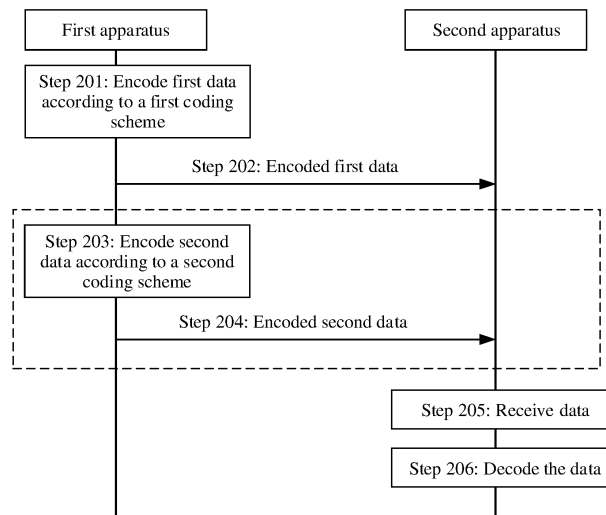 First apparatus
Second apparatus
Step 201: Encode first data
according to a first coding
scheme
Step 202: Encoded first data
Step 203: Encode second
data according to a second
coding scheme
Step 204: Encoded second data
Step 205: Receive data
Step 206: Decode the data